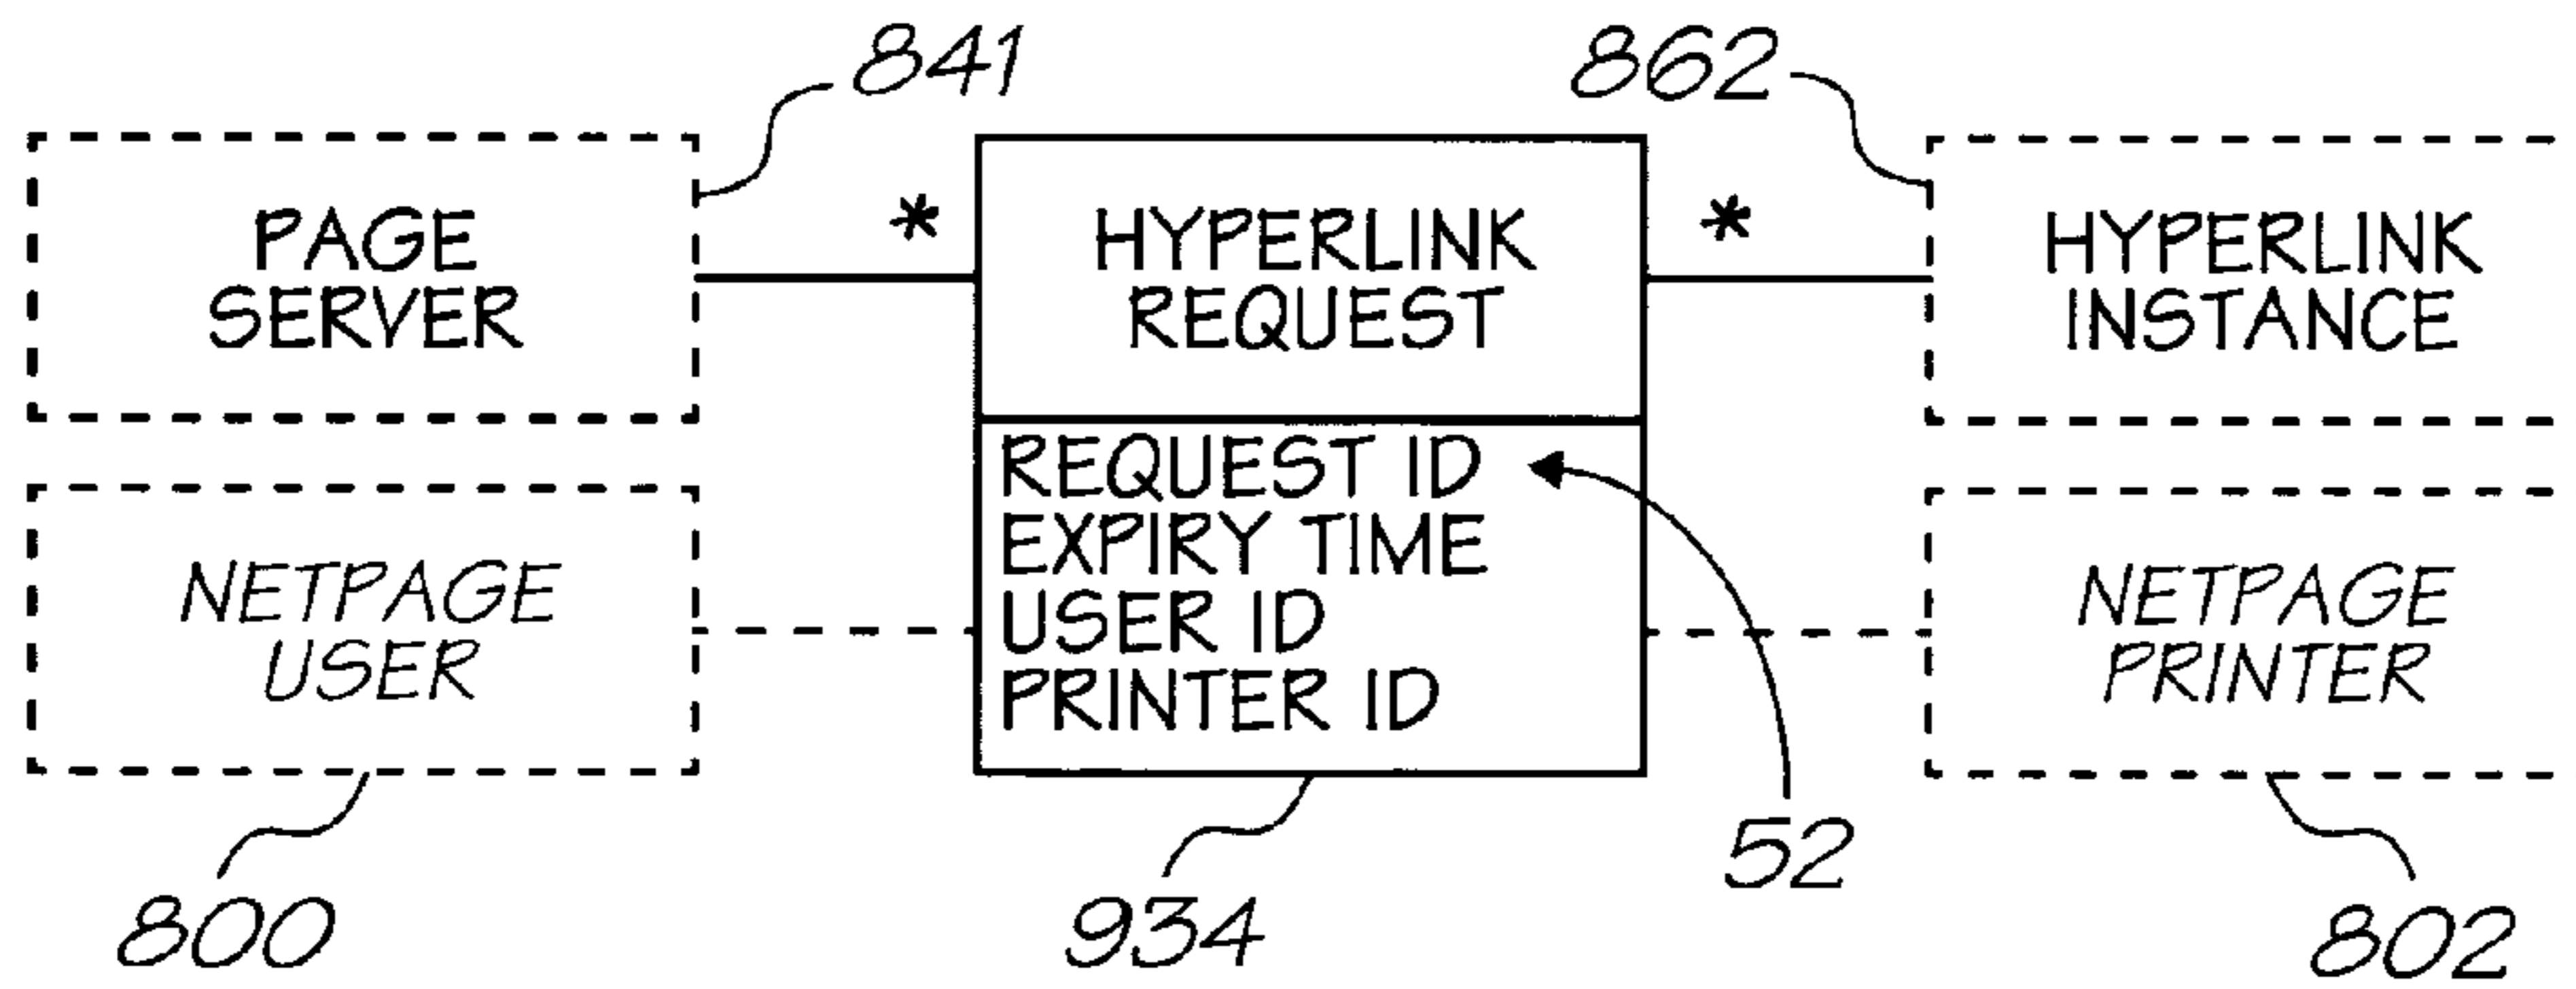 841
862
PAGE
SERVER
*
HYPERLINK
REQUEST
*
HYPERLINK
INSTANCE
REQUEST ID
EXPIRY TIME
USER ID
PRINTER ID
NETPAGE
USER
NETPAGE
PRINTER
52
800
934
802